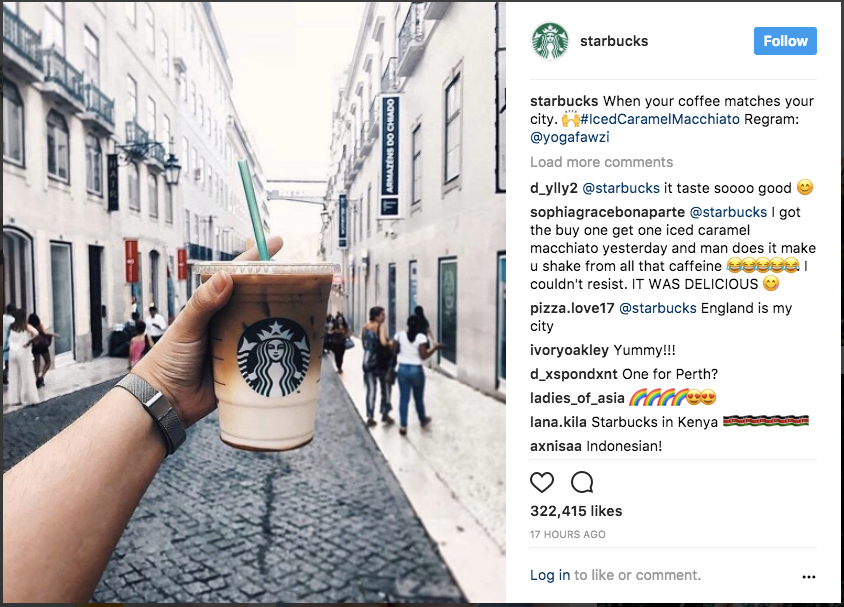 ARMAZÉNS DO CHIADO
starbucks
Follow
starbucks When your coffee matches your
city. 🙌#IcedCaramelMacchiato Regram:
@yogafawzi
Load more comments
d_ylly2 @starbucks it taste soooo good 😊
sophiagracebonaparte @starbucks I got
the buy one get one iced caramel
macchiato yesterday and man does it make
u shake from all that caffeine 😂😂😂😂😂 I
couldn't resist. IT WAS DELICIOUS 😋
pizza.love17 @starbucks England is my
city
ivoryoakley Yummy!!!
d_xspondxnt One for Perth?
ladies_of_asia 🌈🌈🌈🌈😍😍
lana.kila Starbucks in Kenya 🇰🇪🇰🇪🇰🇪🇰🇪🇰🇪
axnisaa Indonesian!
322,415 likes
17 HOURS AGO
Log in to like or comment.